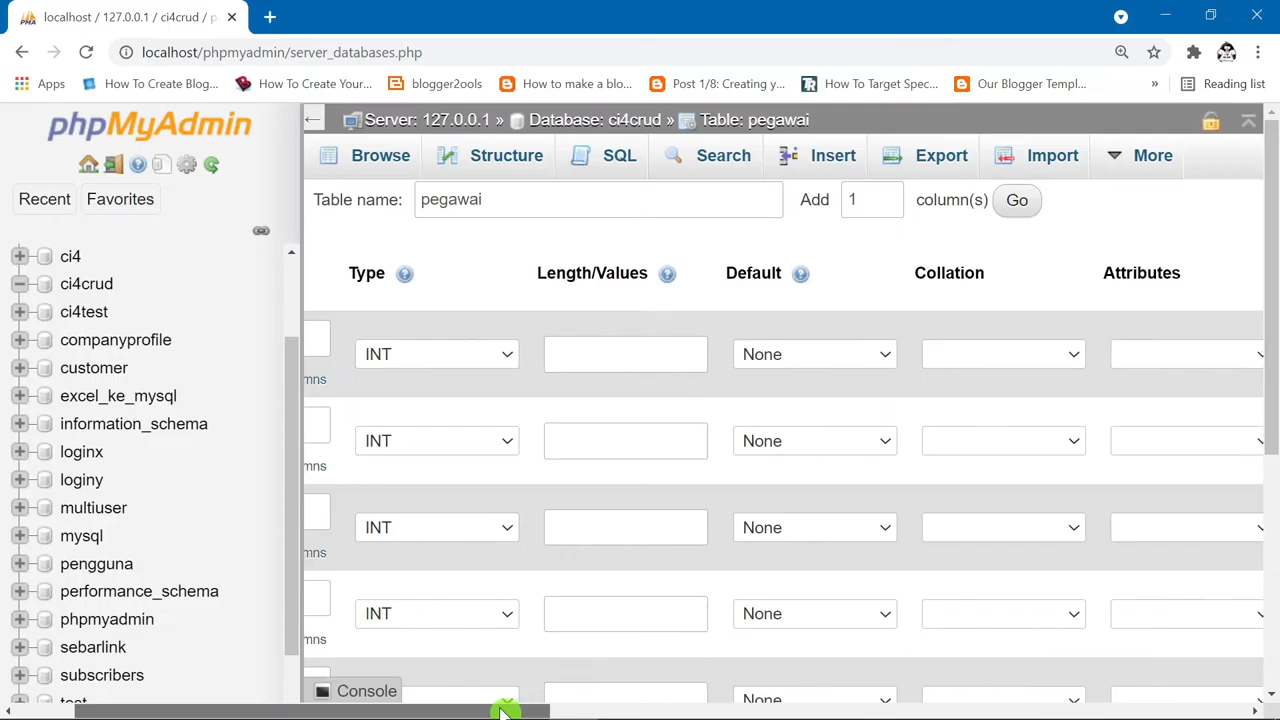 localhost / 127.0.0.1 / ci4crud / p
localhost/phpmyadmin/server_databases.php
Apps How To Create Blog... How To Create Your... blogger2ools How to make a blo... Post 1/8: Creating y... How To Target Spec... Our Blogger Templ... » Reading list
phpMyAdmin
Recent Favorites
ci4
ci4crud
ci4test
companyprofile
customer
excel_ke_mysql
information_schema
loginx
loginy
multiuser
mysql
pengguna
performance_schema
phpmyadmin
sebarlink
subscribers
test
Server: 127.0.0.1 » Database: ci4crud » Table: pegawai
Browse Structure SQL Search Insert Export Import More
Table name: pegawai Add 1 column(s) Go
Type Length/Values Default Collation Attributes
INT None
mns
INT None
mns
INT None
mns
INT None
mns
None
Console